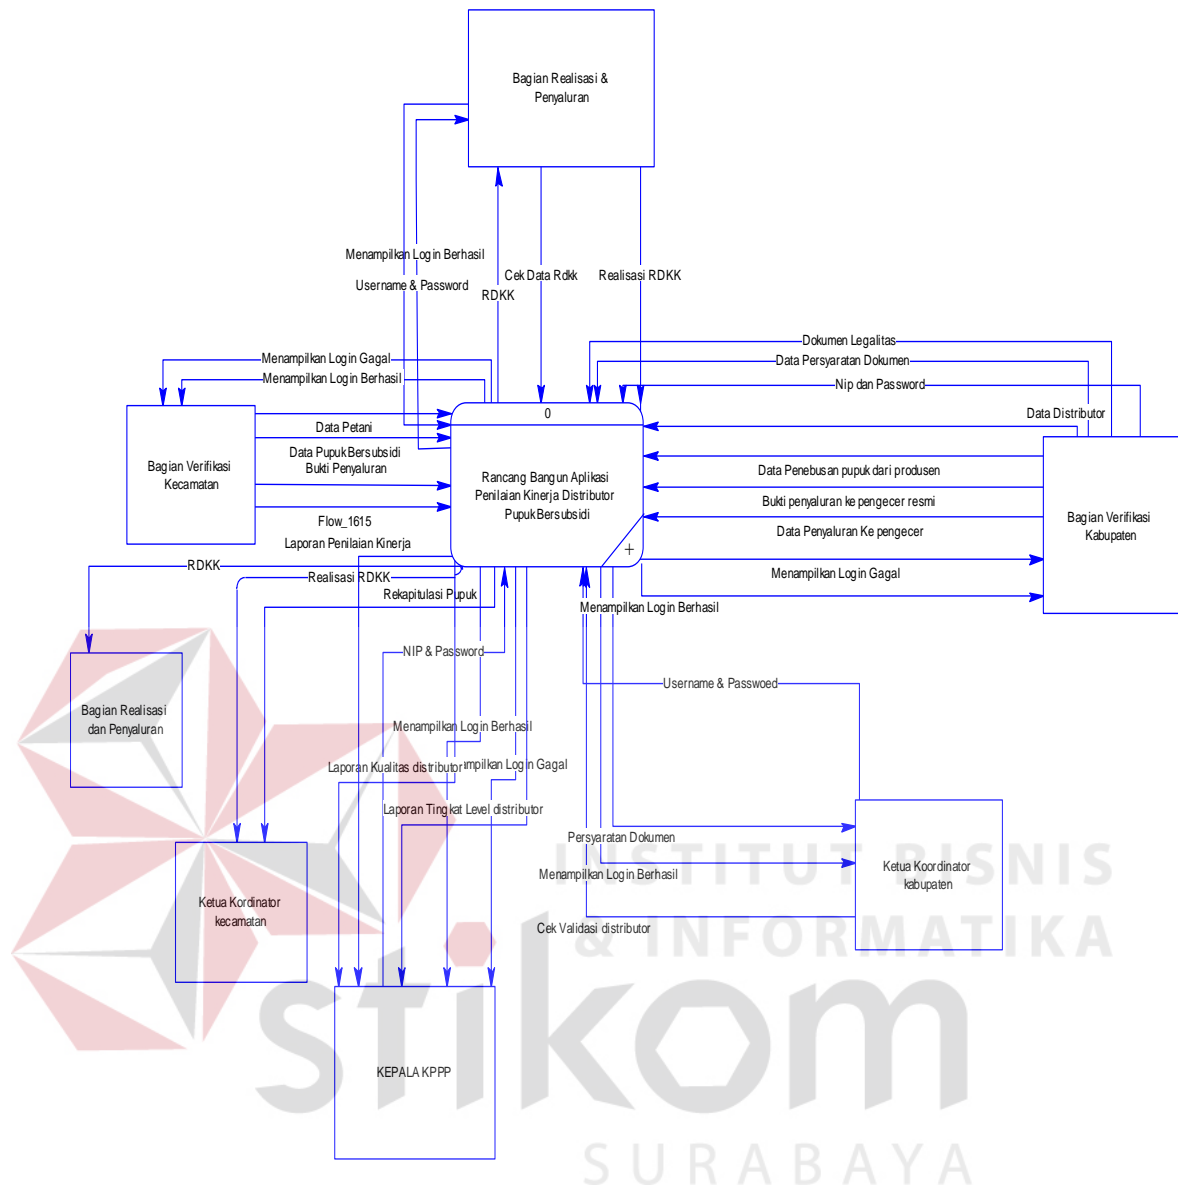 Bagian Realisasi &
Penyaluran
Menampilkan Login Berhasil
Username & Password
Cek Data Rdkk
Realisasi RDKK
RDKK
Menampilkan Login Gagal
Menampilkan Login Berhasil
Dokumen Legalitas
Data Persyaratan Dokumen
Nip dan Password
Data Distributor
0
Rancang Bangun Aplikasi
Penilaian Kinerja Distributor
Pupuk Bersubsidi
+
Bagian Verifikasi
Kecamatan
Data Petani
Data Pupuk Bersubsidi
Bukti Penyaluran
Flow_1615
Laporan Penilaian Kinerja
Data Penebusan pupuk dari produsen
Bukti penyaluran ke pengecer resmi
Data Penyaluran Ke pengecer
Menampilkan Login Gagal
Menampilkan Login Berhasil
Bagian Verifikasi
Kabupaten
RDKK
Realisasi RDKK
Rekapitulasi Pupuk
NIP & Password
Username & Passwoed
Bagian Realisasi
dan Penyaluran
Menampilkan Login Berhasil
Laporan Kualitas distributor
mpilkan Login Gagal
Laporan Tingkat Level distributor
Persyaratan Dokumen
Menampilkan Login Berhasil
Cek Validasi distributor
Ketua Koordinator
kabupaten
Ketua Kordinator
kecamatan
KEPALA KPPP
INSTITUT BISNIS
& INFORMATIKA
stikom
SURABAYA